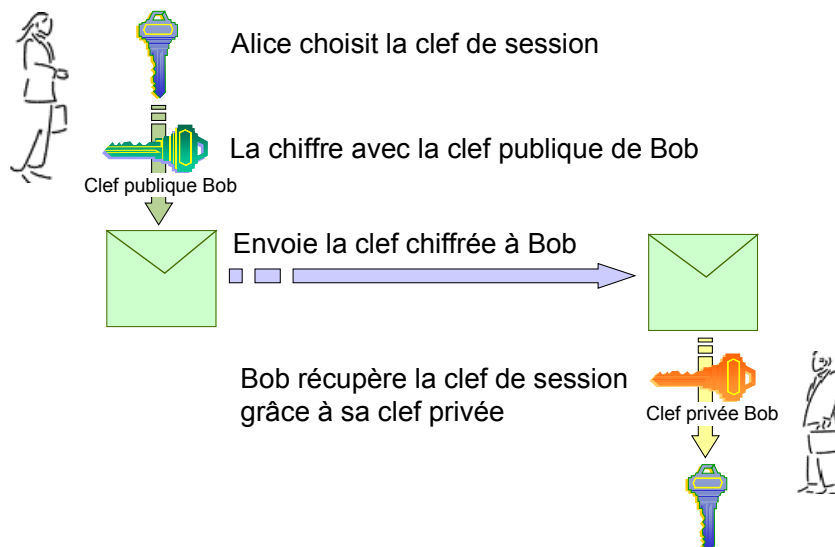 Alice choisit la clef de session
La chiffre avec la clef publique de Bob
Clef publique Bob
Envoie la clef chiffrée à Bob
Bob récupère la clef de session
grâce à sa clef privée
Clef privée Bob